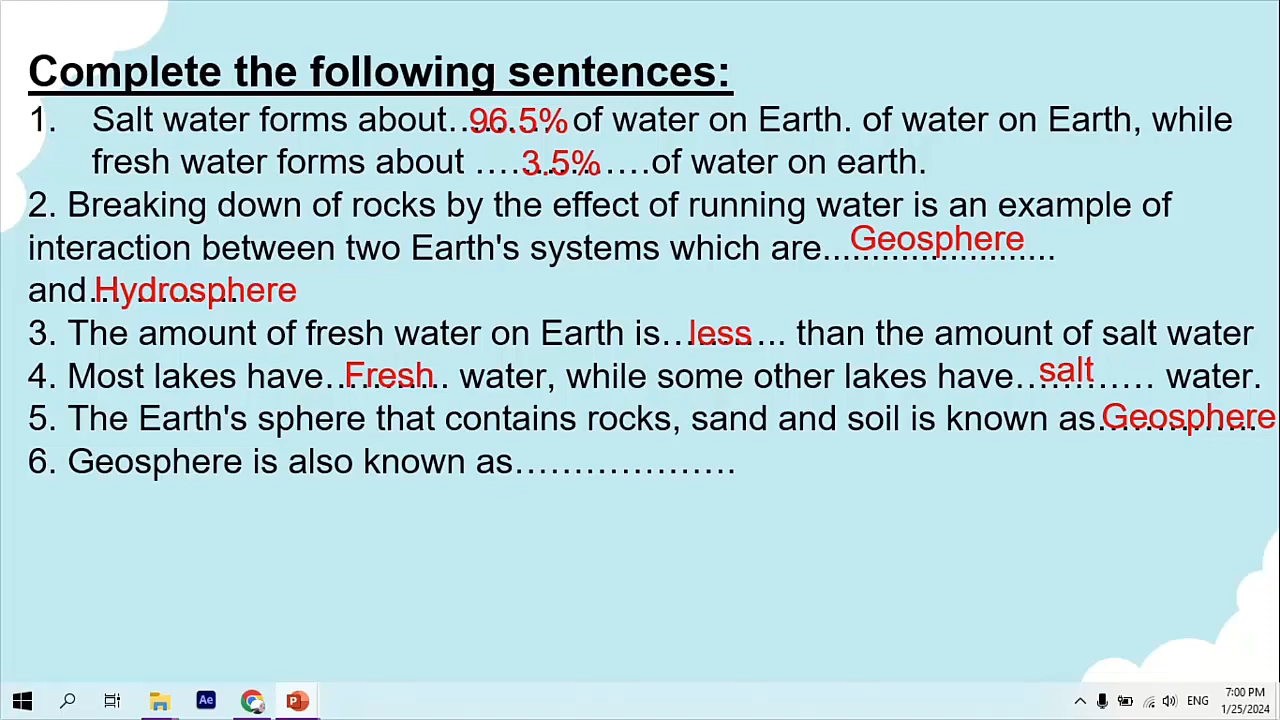 Complete the following sentences:
1. Salt water forms about..96.5%.. of water on Earth. of water on Earth, while
fresh water forms about ....3.5%....of water on earth.
2. Breaking down of rocks by the effect of running water is an example of
interaction between two Earth's systems which are...Geosphere...
and.Hydrosphere
3. The amount of fresh water on Earth is...less... than the amount of salt water
4. Most lakes have..Fresh.. water, while some other lakes have...salt..... water.
5. The Earth's sphere that contains rocks, sand and soil is known as.Geosphere
6. Geosphere is also known as………………….
Ae
P
ENG
7:00 PM
1/25/2024